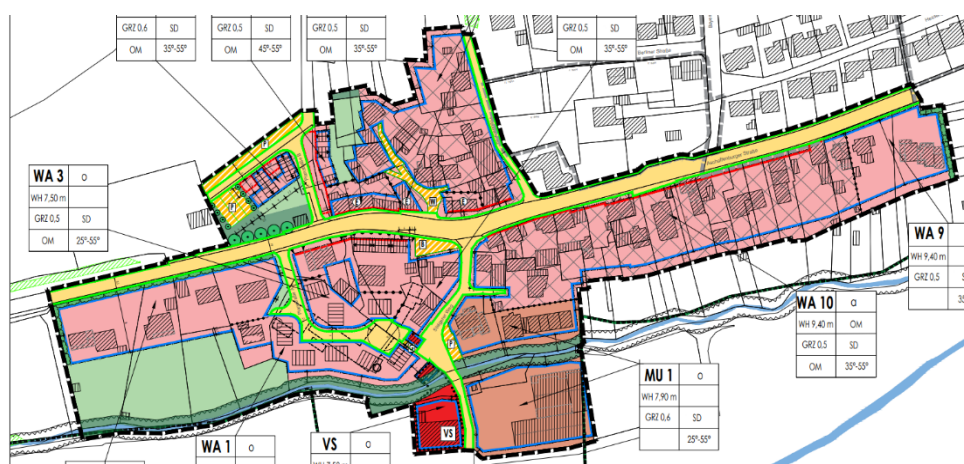 GRZ 0,6 SD
OM 35°-55°
GRZ 0,5 SD
OM 45°-55°
GRZ 0,5 SD
OM 35°-55°
GRZ 0,5 SD
OM 35°-55°
Berliner Straße
Aschaffenburger Straße
WA 3 o
WH 7,50 m
GRZ 0,5 SD
OM 25°-55°
P
P
W
B
P
WA 9
WH 9,40 m
GRZ 0,5
WA 10 o
WH 9,40 m OM
GRZ 0.5 SD
OM 35°-55°
MU 1 o
WH 7,90 m
GRZ 0,6 SD
25°-55°
VS
WA 1 o
VS o